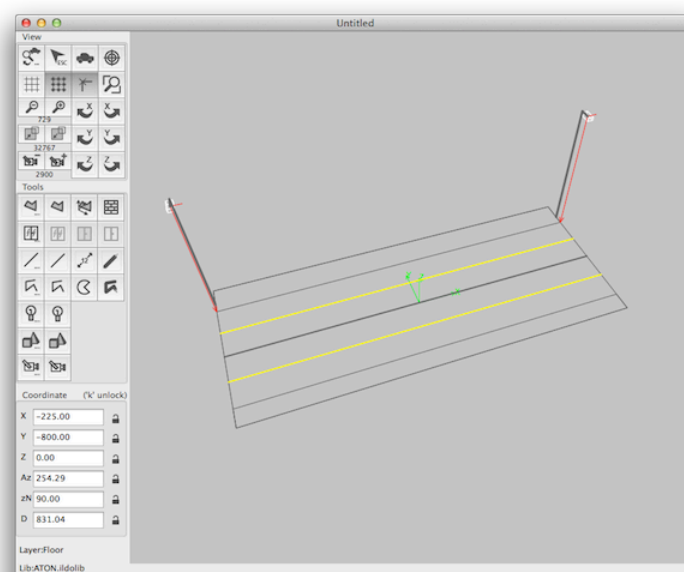 Untitled
View
ESC
X X
729
Y Y
32767
Z Z
2900
Tools
Coordinate ('k' unlock)
X -225.00
Y -800.00
Z 0.00
Az 254.29
zN 90.00
D 831.04
Layer:Floor
Lib:ATON.ildolib